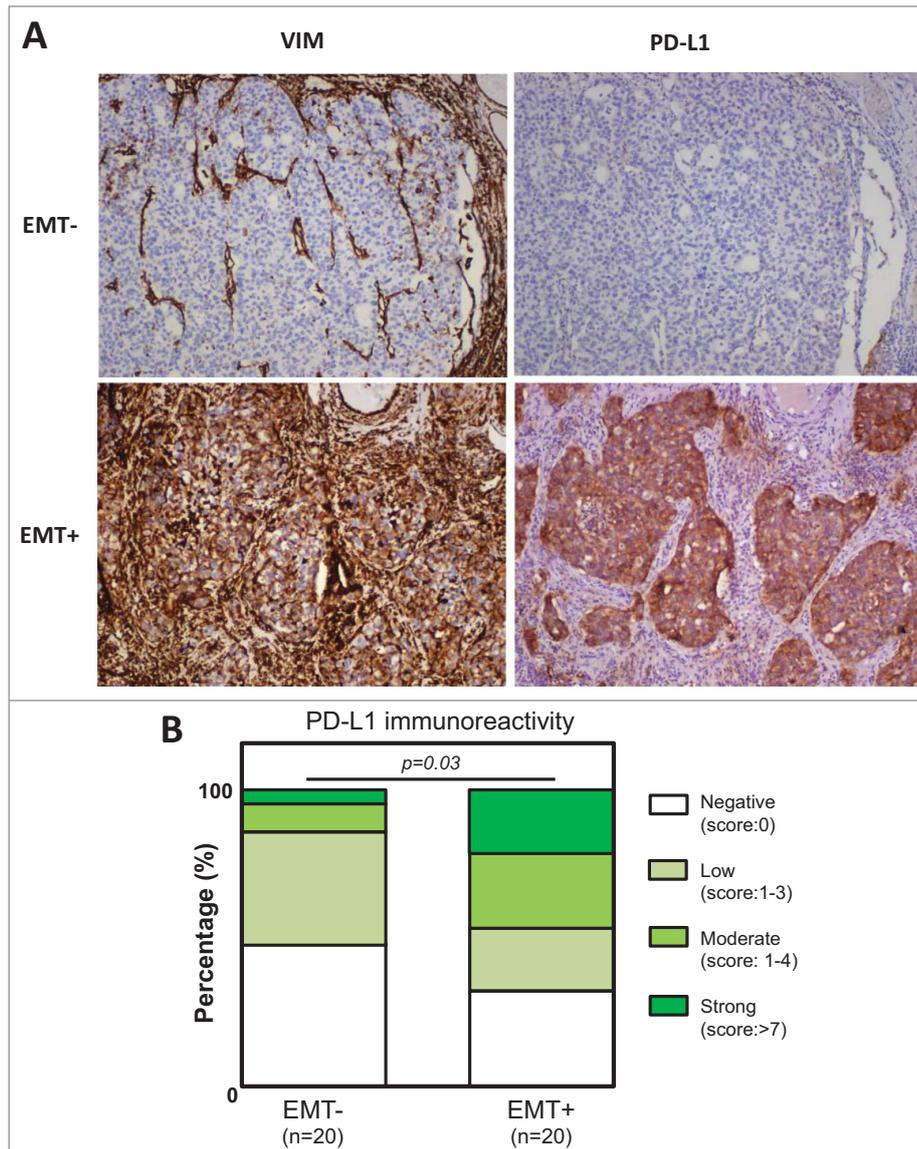 A
VIM
PD-L1
EMT-
EMT+
B
PD-L1 immunoreactivity
p=0.03
100
Percentage (%)
0
EMT-
(n=20)
EMT+
(n=20)
Negative
(score:0)
Low
(score:1-3)
Moderate
(score: 1-4)
Strong
(score:>7)